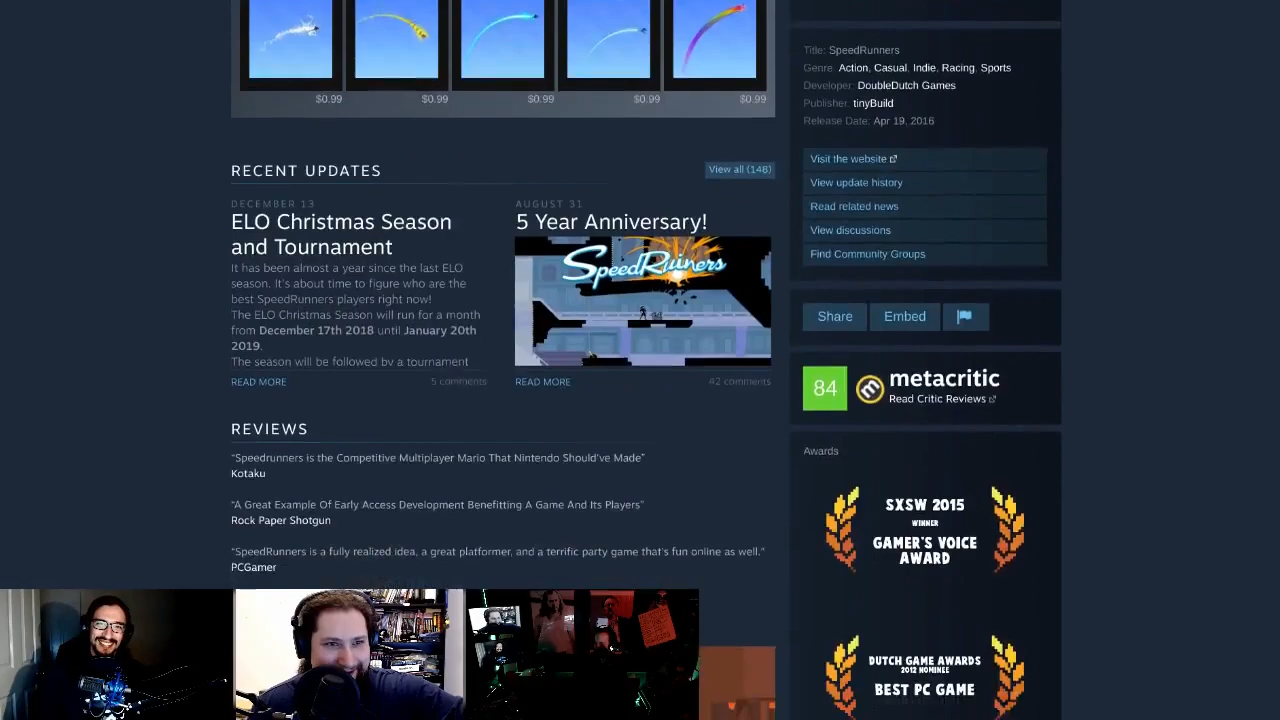 $0.99
$0.99
$0.99
$0.99
$0.99
RECENT UPDATES
View all (148)
DECEMBER 13
ELO Christmas Season
and Tournament
It has been almost a year since the last ELO
season. It's about time to figure who are the
best SpeedRunners players right now!
The ELO Christmas Season will run for a month
from December 17th 2018 until January 20th
2019.
The season will be followed by a tournament
READ MORE
5 comments
AUGUST 31
5 Year Anniversary!
SpeedRunners
READ MORE
42 comments
REVIEWS
“Speedrunners is the Competitive Multiplayer Mario That Nintendo Should've Made”
Kotaku
“A Great Example Of Early Access Development Benefitting A Game And Its Players”
Rock Paper Shotgun
“SpeedRunners is a fully realized idea, a great platformer, and a terrific party game that's fun online as well.”
PCGamer
Title: SpeedRunners
Genre: Action, Casual, Indie, Racing, Sports
Developer: DoubleDutch Games
Publisher: tinyBuild
Release Date: Apr 19, 2016
Visit the website
View update history
Read related news
View discussions
Find Community Groups
Share
Embed
84
metacritic
Read Critic Reviews
Awards
SXSW 2015
WINNER
GAMER'S VOICE
AWARD
DUTCH GAME AWARDS
2012 NOMINEE
BEST PC GAME